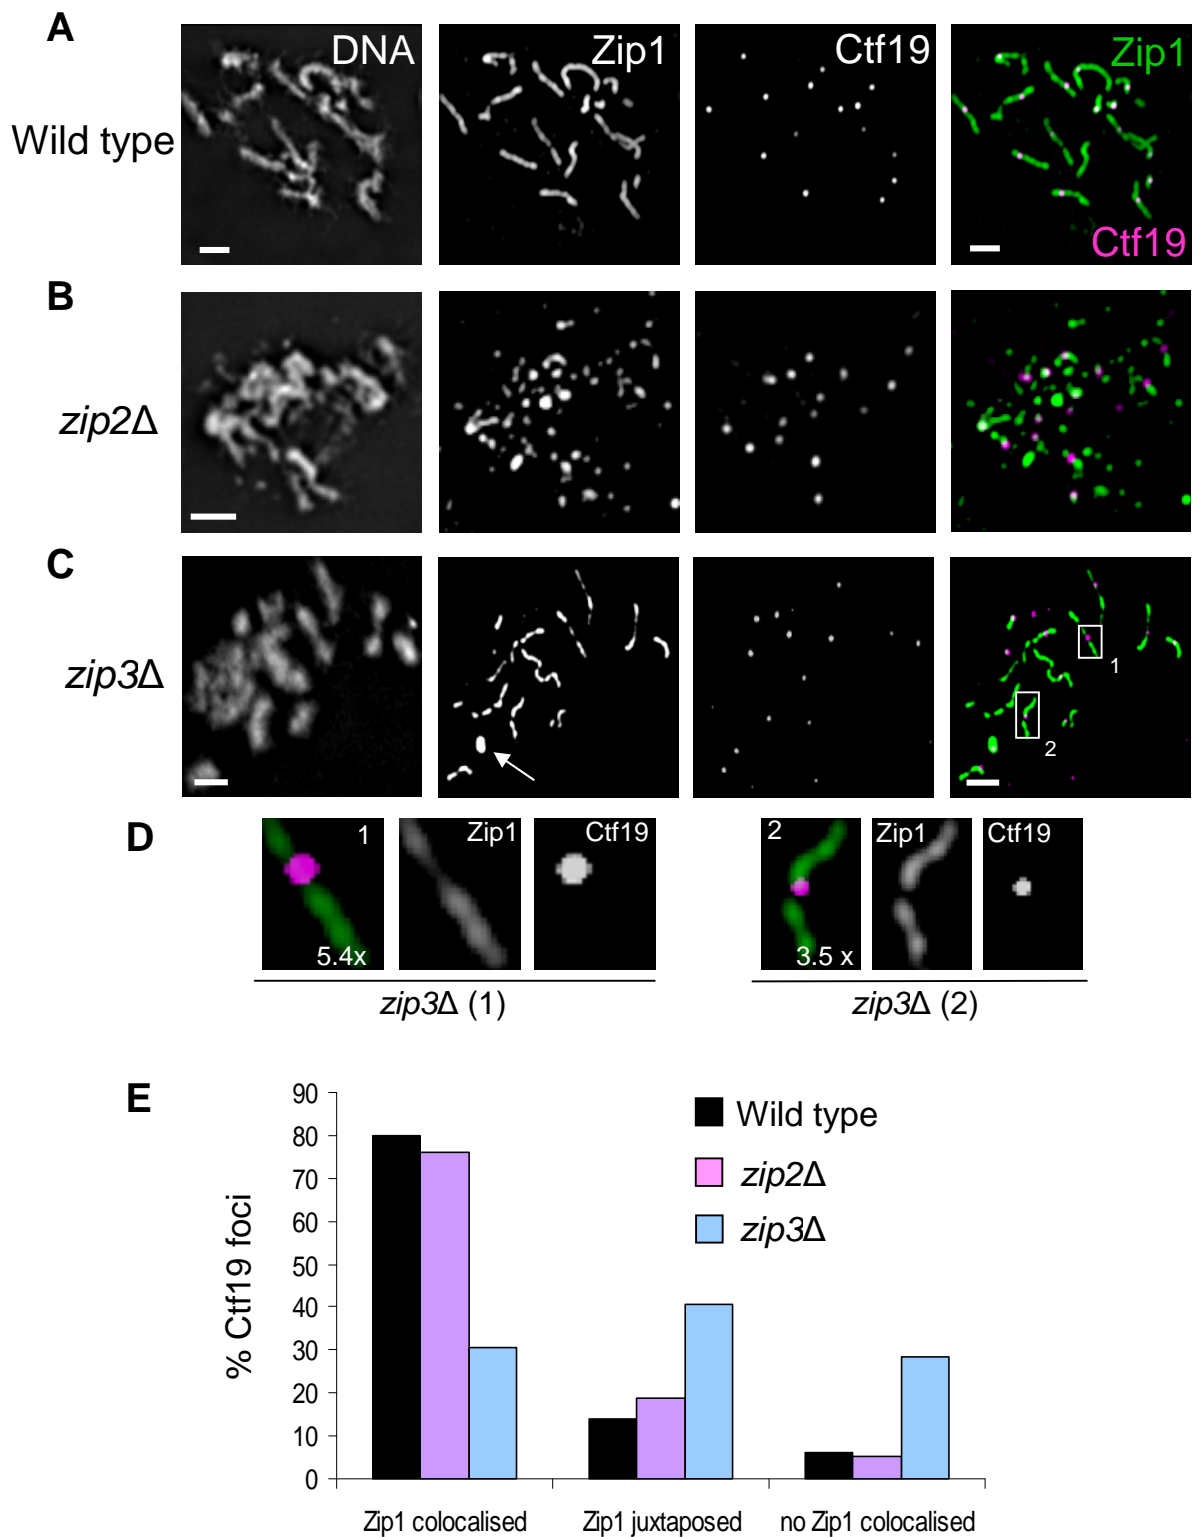 A
Wild type
DNA
Zip1
Ctf19
Zip1
Ctf19
B
zip2Δ
C
zip3Δ
1
2
D
1
5.4x
Zip1
Ctf19
2
3.5 x
Zip1
Ctf19
zip3Δ (1)
zip3Δ (2)
E
% Ctf19 foci
90
80
70
60
50
40
30
20
10
0
Wild type
zip2Δ
zip3Δ
Zip1 colocalised
Zip1 juxtaposed
no Zip1 colocalised